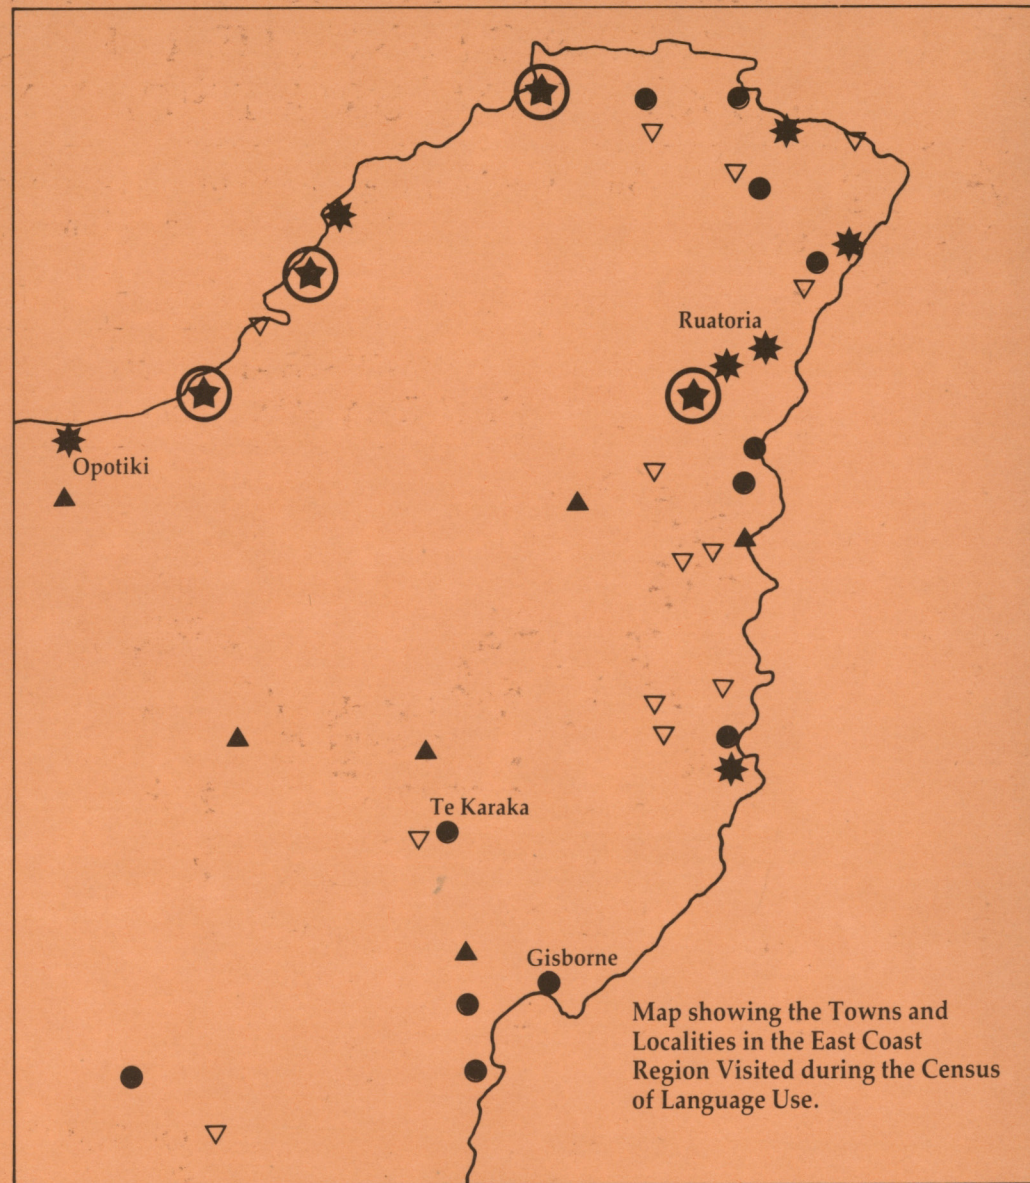 Ruatoria
Opotiki
Te Karaka
Gisborne
Map showing the Towns and
Localities in the East Coast
Region Visited during the Census
of Language Use.